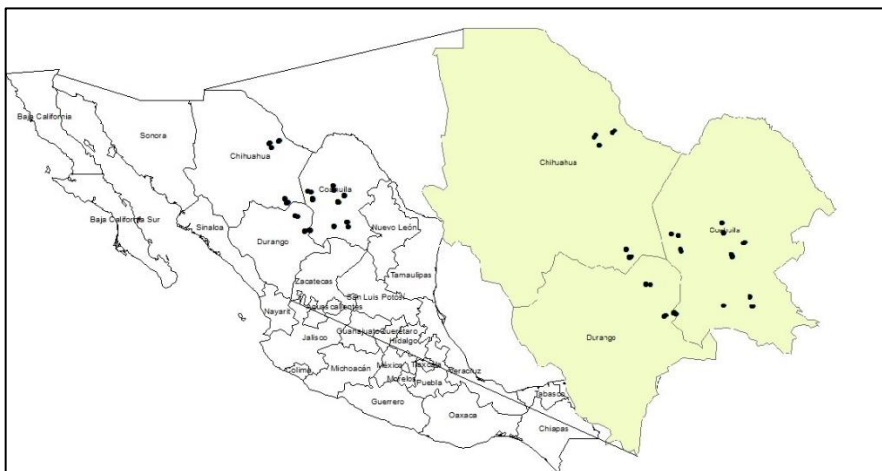 Baja California
Sonora
Chihuahua
Coahuila
Baja California Sur
Sinaloa
Durango
Nuevo León
Zacatecas
Tamaulipas
San Luis Potosí
Nayarit
Aguascalientes
Jalisco
Guanajuato
Querétaro
Hidalgo
Colima
Michoacán
México
Tlaxcala
Veracruz
Morelos
Puebla
Guerrero
Oaxaca
Tabasco
Chiapas
Chihuahua
Coahuila
Durango